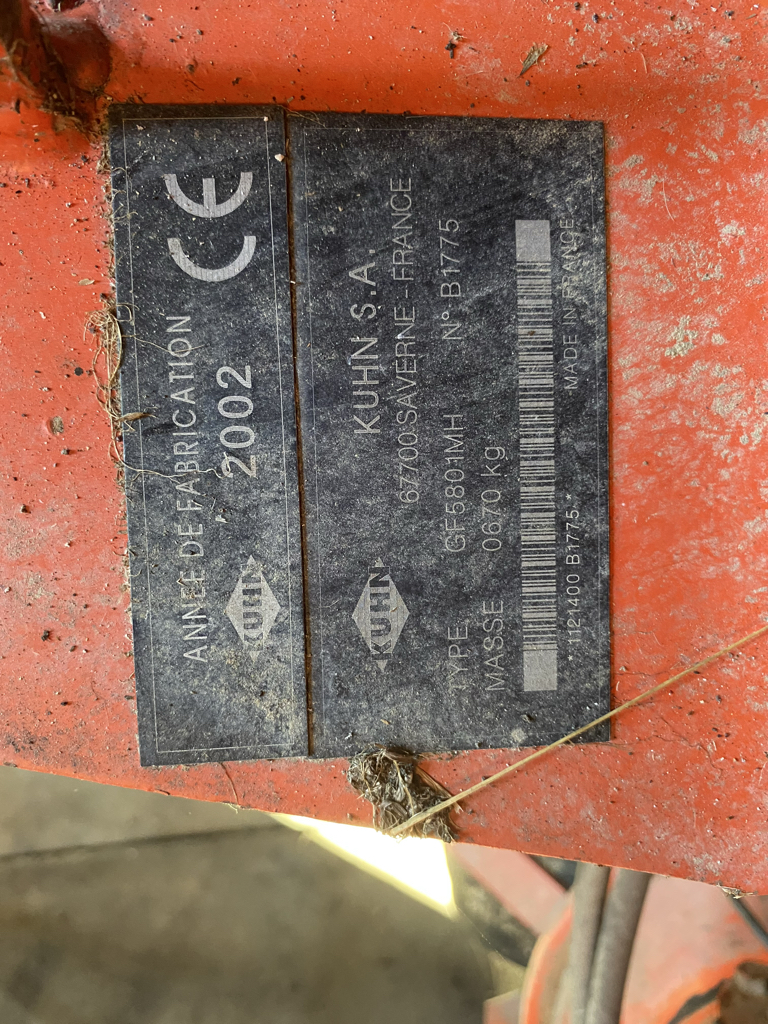 ANNÉE DE FABRICATION
2002
CE
KUHN
KUHN S.A.
67700 SAVERNE - FRANCE
KUHN
TYPE GF5801MH N° B1775
MASSE 0670 kg
*1121400 B1775*
MADE IN FRANCE